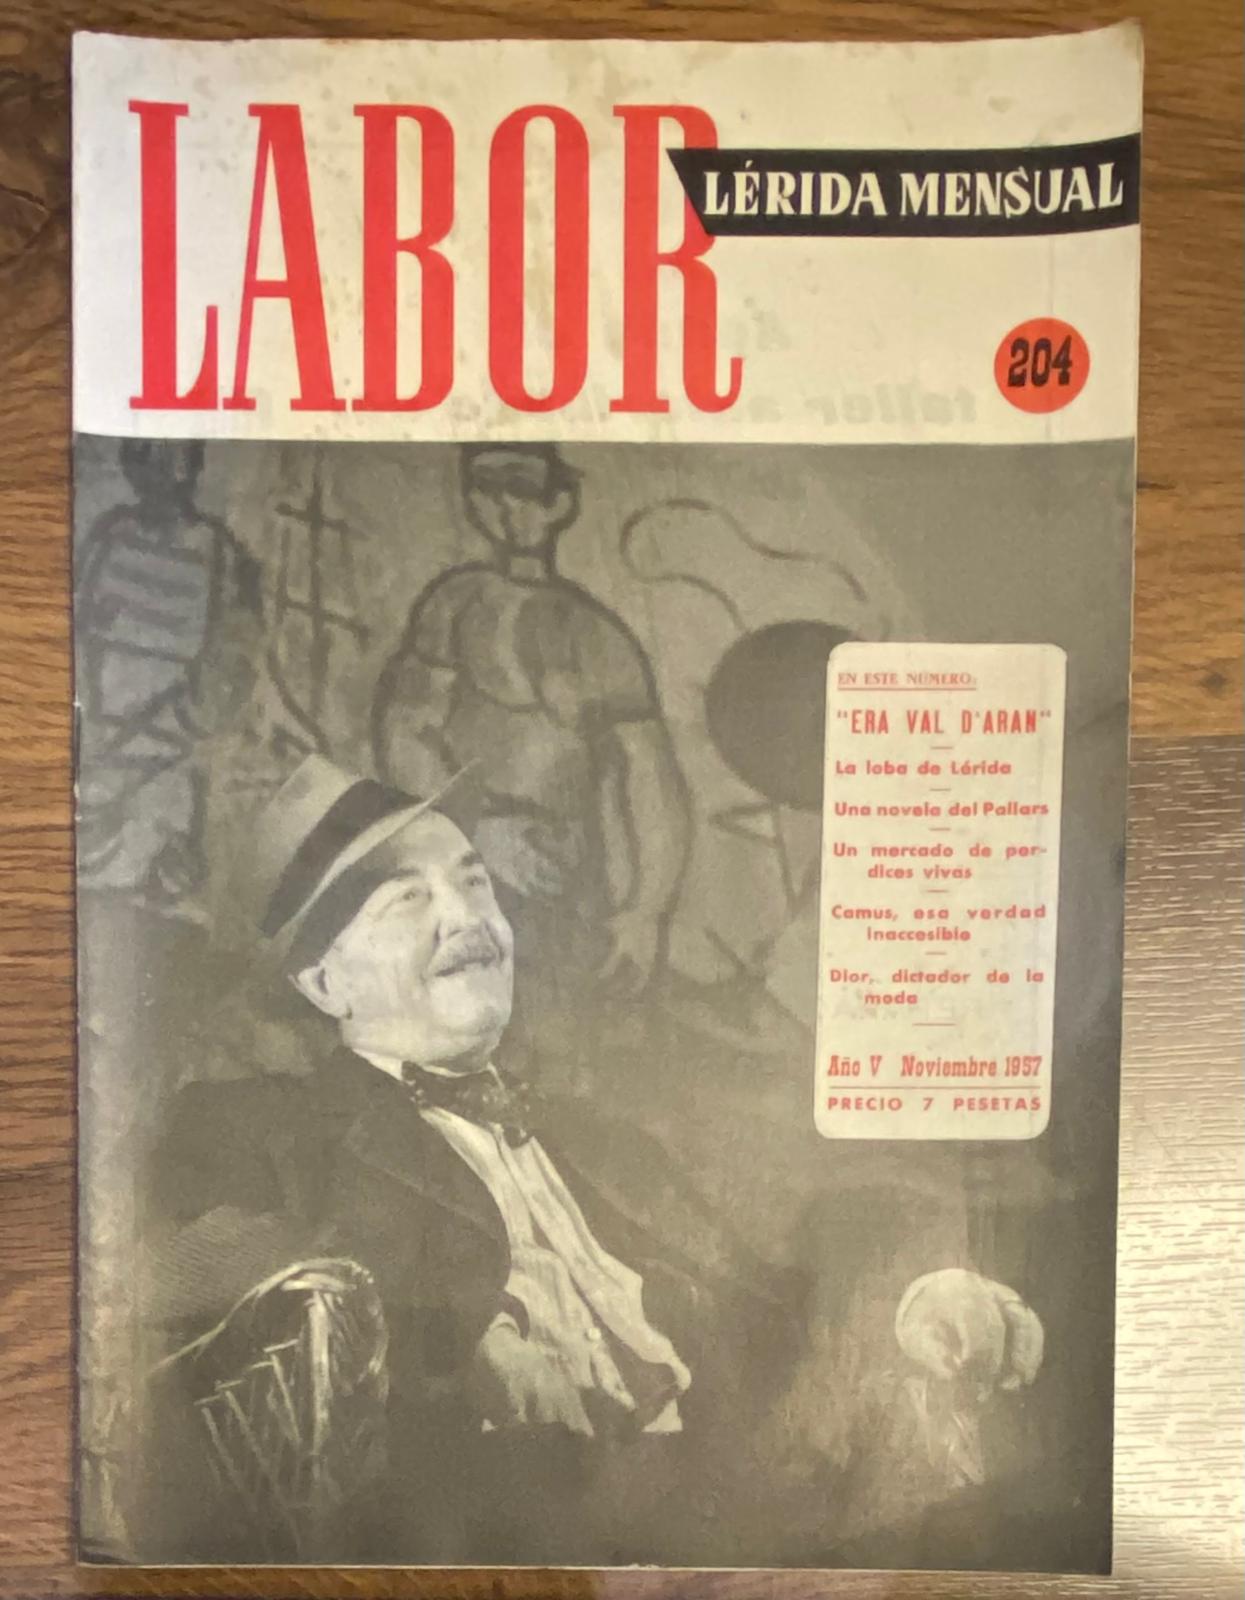 LABOR
LÉRIDA MENSUAL
204
EN ESTE NÚMERO:
"ERA VAL D'ARAN"
La loba de Lérida
Una novela del Pallars
Un mercado de per-
dices vivas
Camus, esa verdad
inaccesible
Dior, dictador de la
moda
Año V Noviembre 1957
PRECIO 7 PESETAS